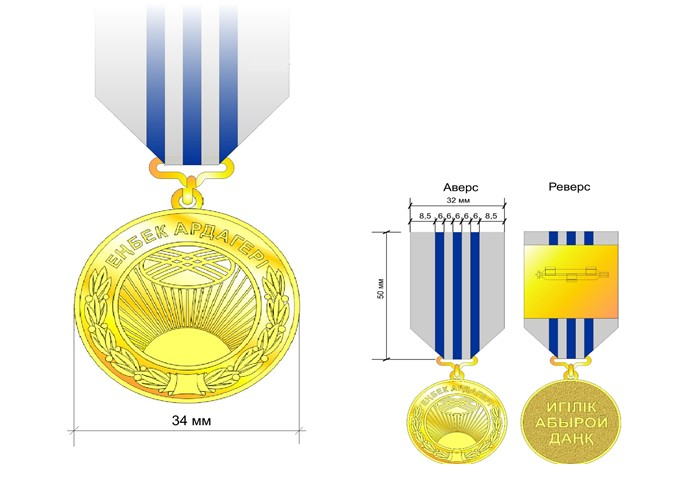 ЕҢБЕК АРДАГЕРІ
34 мм
Аверс
Реверс
32 мм
8,5 6 6 6 6 6 8,5
50 мм
ЕҢБЕК АРДАГЕРІ
ИГІЛІК
АБЫРОЙ
ДАҢҚ